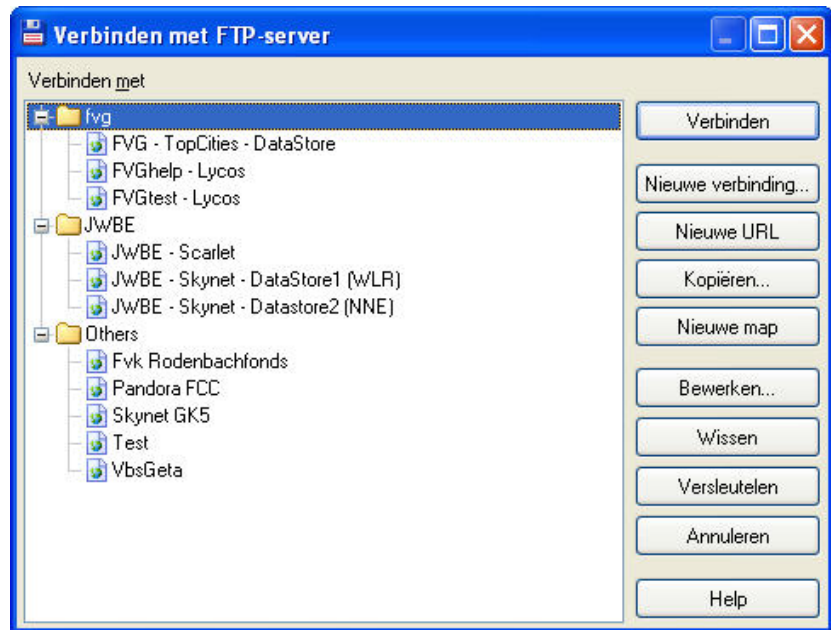 Verbinden met FTP-server
Verbinden met
fvg
FVG - TopCities - DataStore
FVGhelp - Lycos
FVGtest - Lycos
JWBE
JWBE - Scarlet
JWBE - Skynet - DataStore1 (WLR)
JWBE - Skynet - Datastore2 (NNE)
Others
Fvk Rodenbachfonds
Pandora FCC
Skynet GK5
Test
VbsGeta
Verbinden
Nieuwe verbinding...
Nieuwe URL
Kopiëren...
Nieuwe map
Bewerken...
Wissen
Versleutelen
Annuleren
Help